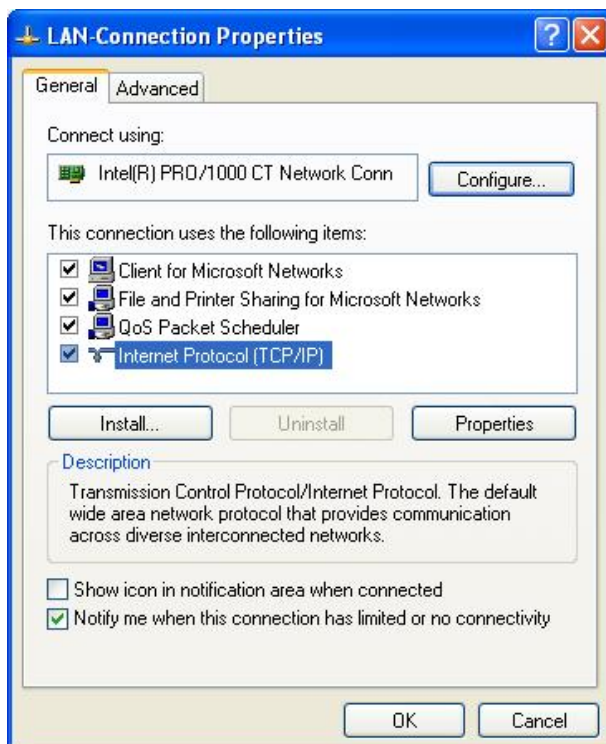 LAN-Connection Properties
General
Advanced
Connect using:
Intel(R) PRO/1000 CT Network Conn
Configure...
This connection uses the following items:
Client for Microsoft Networks
File and Printer Sharing for Microsoft Networks
QoS Packet Scheduler
Internet Protocol (TCP/IP)
Install...
Uninstall
Properties
Description
Transmission Control Protocol/Internet Protocol. The default
wide area network protocol that provides communication
across diverse interconnected networks.
Show icon in notification area when connected
Notify me when this connection has limited or no connectivity
OK
Cancel